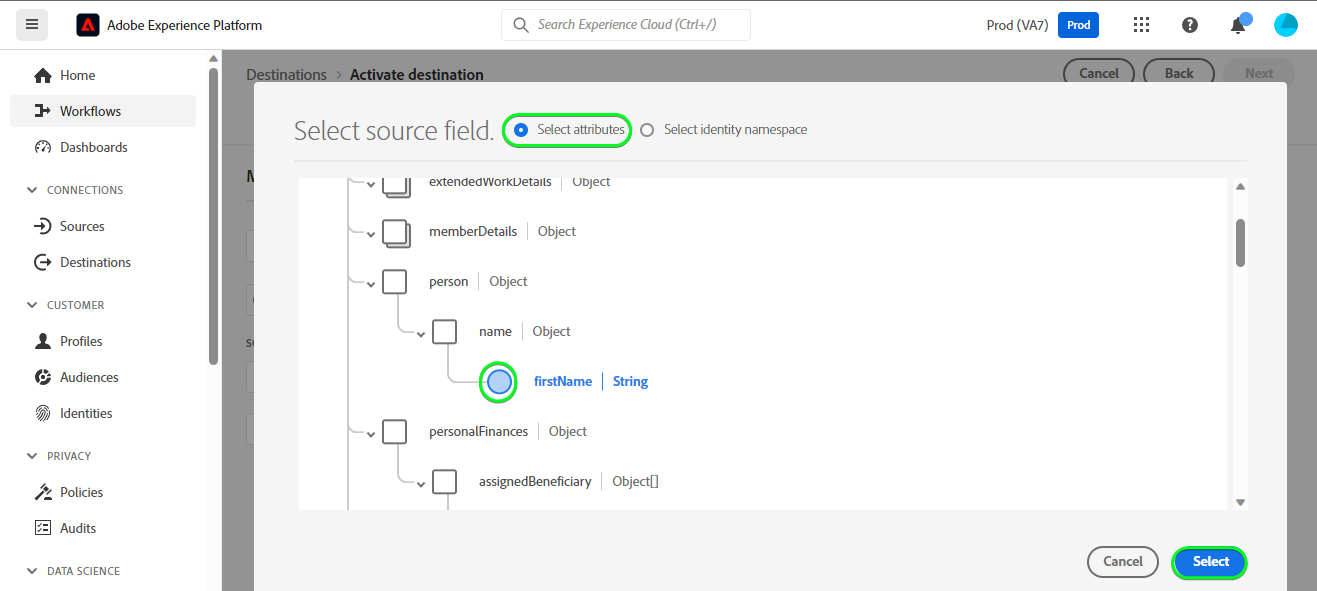 Adobe Experience Platform
Search Experience Cloud (Ctrl+/)
Prod (VA7)
Prod
Home
Workflows
Dashboards
CONNECTIONS
Sources
Destinations
CUSTOMER
Profiles
Audiences
Identities
PRIVACY
Policies
Audits
DATA SCIENCE
Destinations > Activate destination
Cancel
Back
Next
Select source field.
Select attributes
Select identity namespace
extendedWorkDetails | Object
memberDetails | Object
person | Object
name | Object
firstName | String
personalFinances | Object
assignedBeneficiary | Object[]
Cancel
Select